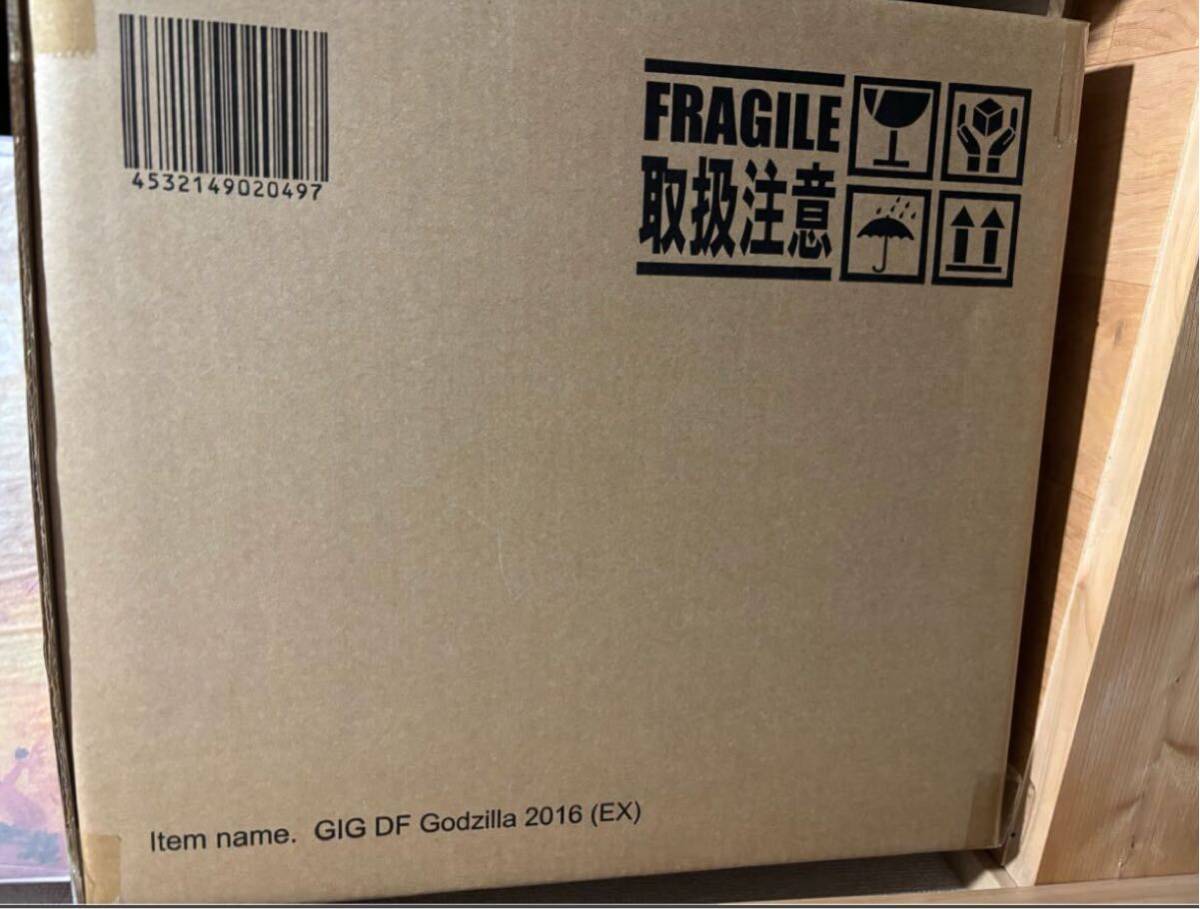 4532149020497
FRAGILE
取扱注意
Item name. GIG DF Godzilla 2016 (EX)